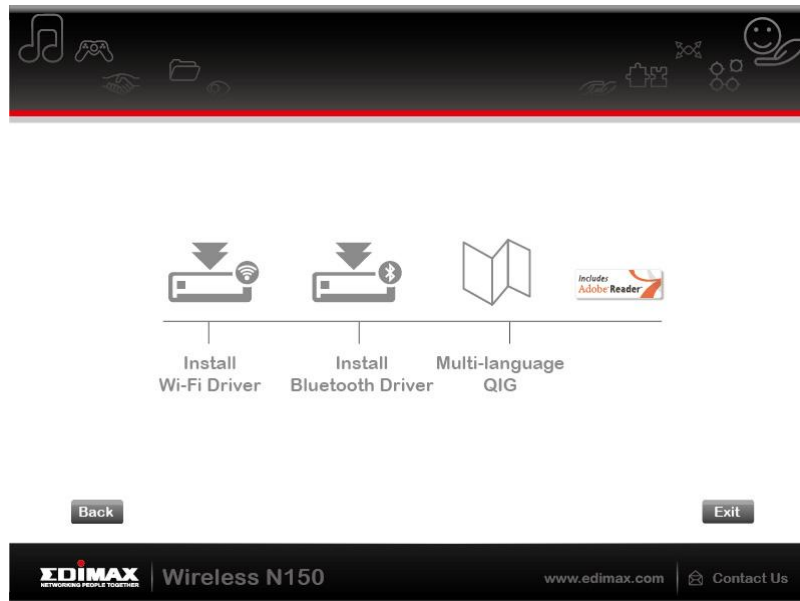 Includes
Adobe Reader
Install
Wi-Fi Driver
Install
Bluetooth Driver
Multi-language
QIG
Back
Exit
EDIMAX
NETWORKING PEOPLE TOGETHER
Wireless N150
www.edimax.com
Contact Us